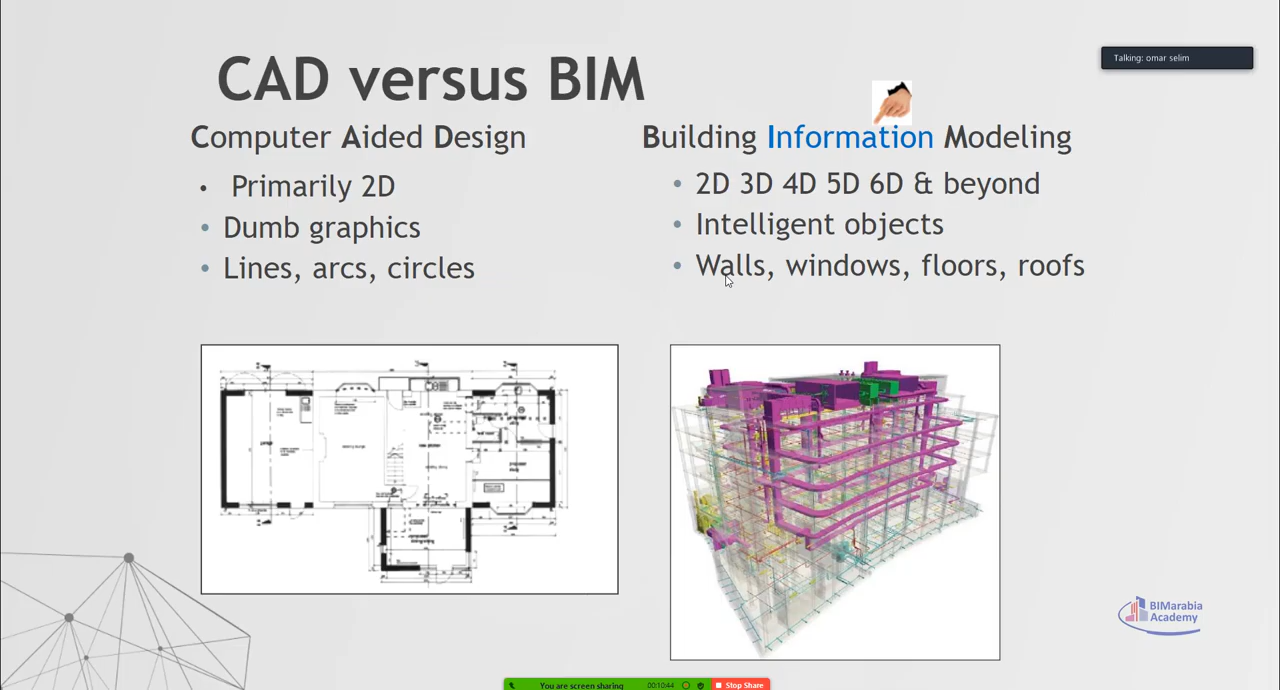 CAD versus BIM
Talking: omar selim
Computer Aided Design
• Primarily 2D
• Dumb graphics
• Lines, arcs, circles
Building Information Modeling
• 2D 3D 4D 5D 6D & beyond
• Intelligent objects
• Walls, windows, floors, roofs
BIMarabia
Academy
You are screen sharing
00:10:44
Stop Share